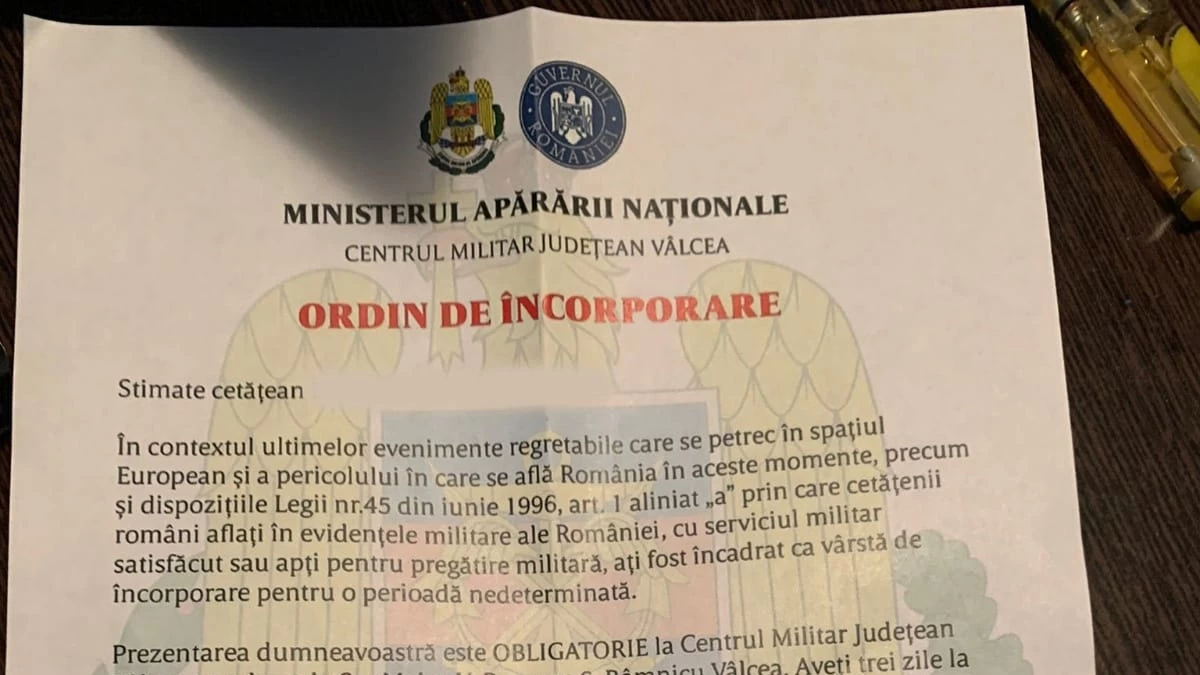 GUVERNUL ROMÂNIEI
MINISTERUL APĂRĂRII NAȚIONALE
CENTRUL MILITAR JUDEȚEAN VÂLCEA
ORDIN DE ÎNCORPORARE
Stimate cetățean
În contextul ultimelor evenimente regretabile care se petrec în spațiul
European și a pericolului în care se află România în aceste momente, precum
și dispozițiile Legii nr.45 din iunie 1996, art. 1 aliniat „a” prin care cetățenii
români aflați în evidențele militare ale României, cu serviciul militar
satisfăcut sau apți pentru pregătire militară, ați fost încadrat ca vârstă de
încorporare pentru o perioadă nedeterminată.
Prezentarea dumneavoastră este OBLIGATORIE la Centrul Militar Județean
Râmnicu Vâlcea. Aveți trei zile la